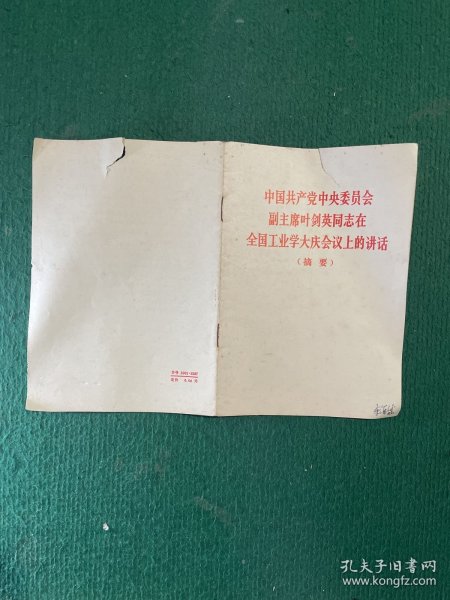 中国共产党中央委员会
副主席叶剑英同志在
全国工业学大庆会议上的讲话
（摘要）
孔夫子旧书网
www.kongfz.com